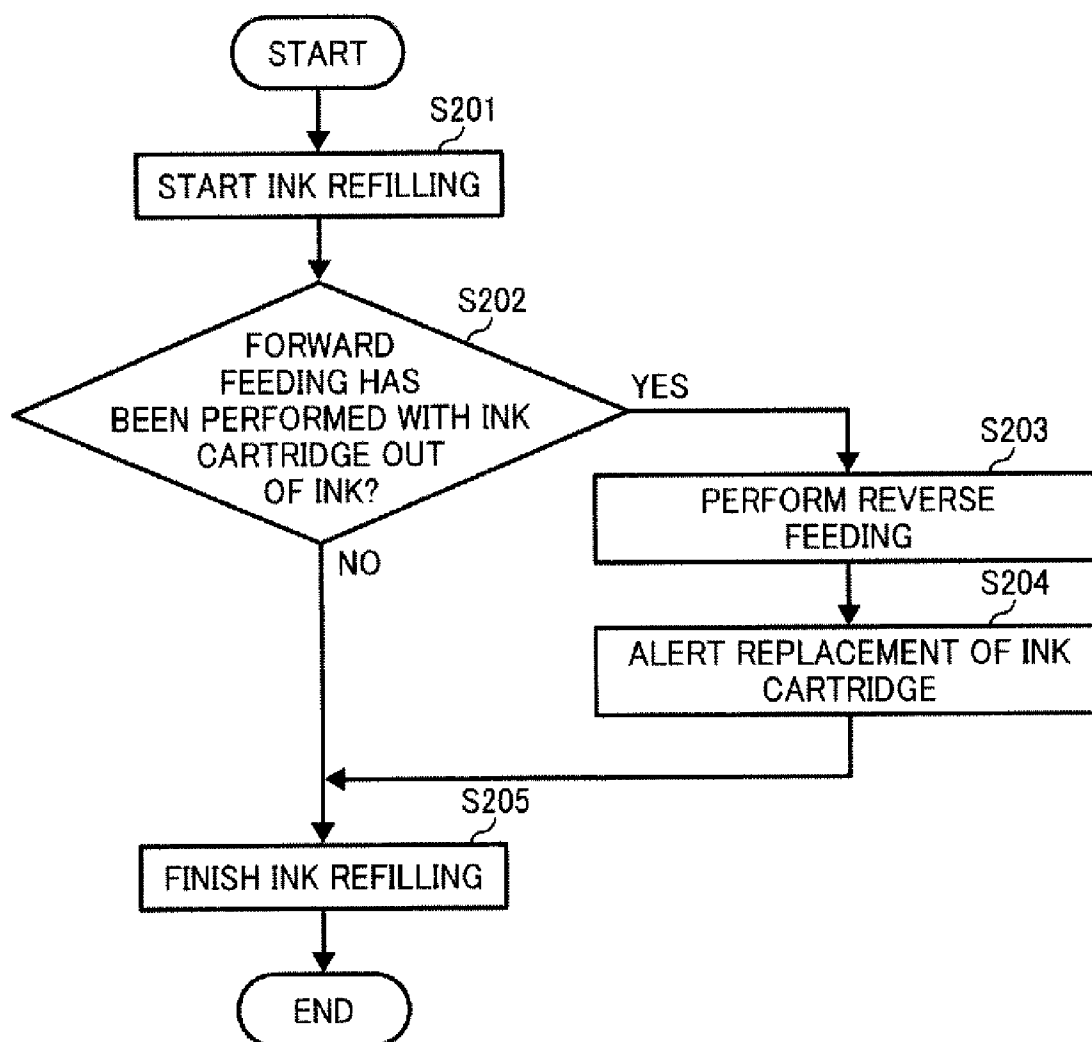 START
S201
START INK REFILLING
S202
FORWARD
FEEDING HAS
BEEN PERFORMED WITH INK
CARTRIDGE OUT
OF INK?
YES
NO
S203
PERFORM REVERSE
FEEDING
S204
ALERT REPLACEMENT OF INK
CARTRIDGE
S205
FINISH INK REFILLING
END